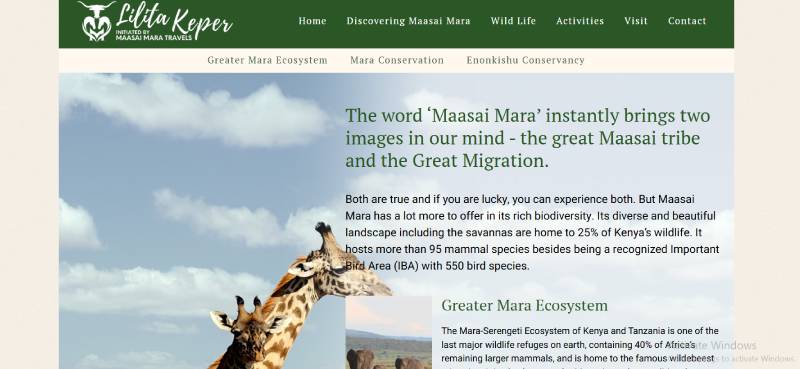 Lilita Keper
INITIATED BY
MAASAI MARA TRAVELS
Home Discovering Maasai Mara Wild Life Activities Visit Contact
Greater Mara Ecosystem Mara Conservation Enonkishu Conservancy
The word ‘Maasai Mara’ instantly brings two
images in our mind - the great Maasai tribe
and the Great Migration.
Both are true and if you are lucky, you can experience both. But Maasai
Mara has a lot more to offer in its rich biodiversity. Its diverse and beautiful
landscape including the savannas are home to 25% of Kenya’s wildlife. It
hosts more than 95 mammal species besides being a recognized Important
Bird Area (IBA) with 550 bird species.
Greater Mara Ecosystem
The Mara-Serengeti Ecosystem of Kenya and Tanzania is one of the
last major wildlife refuges on earth, containing 40% of Africa’s
remaining larger mammals, and is home to the famous wildebeest
Activate Windows
to activate Windows.